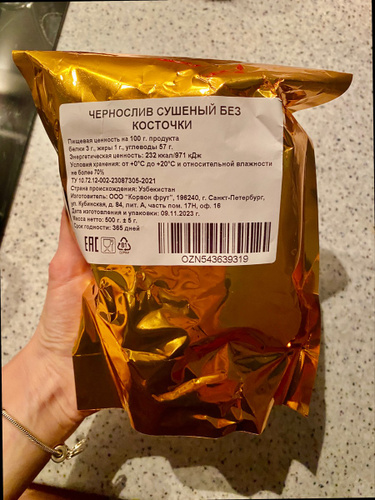 ЧЕРНОСЛИВ СУШЕНЫЙ БЕЗ
КОСТОЧКИ
Пищевая ценность на 100 г. продукта
белки 3 г., жиры 1 г., углеводы 57 г.
Энергетическая ценность: 232 ккал/971 кДж
Условия хранения: от +0°С до +20°С и относительной влажности
не более 70%
ТУ 10.72.12-002-23087305-2021
Страна происхождения: Узбекистан
Изготовитель: ООО "Корвон фрут", 198240, г. Санкт-Петербург,
ул. Кубинская, д. 84, лит. А, часть пом. 17Н, оф. 16
Дата изготовления и упаковки: 09.11.2023 г.
Масса нетто: 500 г. ± 5 г.
Срок годности: 365 дней
EAC
OZN543639319